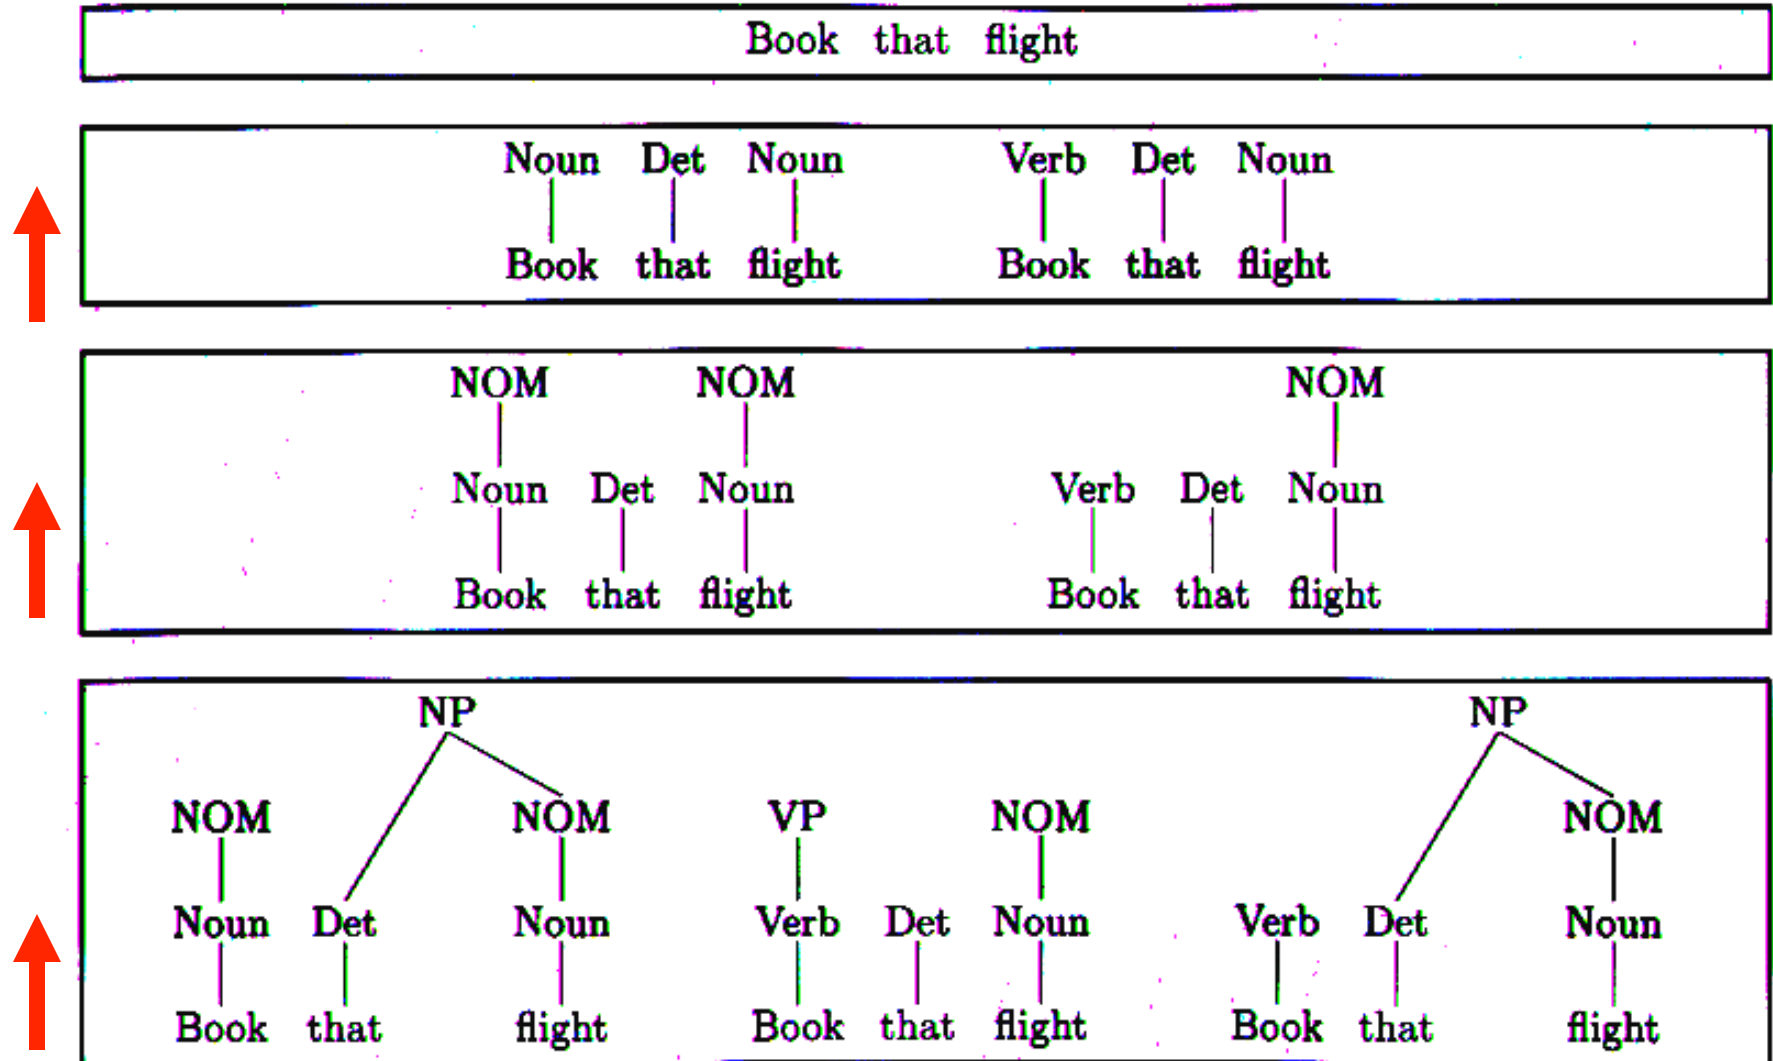 Book that flight
Noun Det Noun Verb Det Noun
Book that flight Book that flight
NOM NOM NOM
Noun Det Noun Verb Det Noun
Book that flight Book that flight
NP NP
NOM NOM VP NOM NOM
Noun Det Noun Verb Det Noun Verb Det Noun
Book that flight Book that flight Book that flight